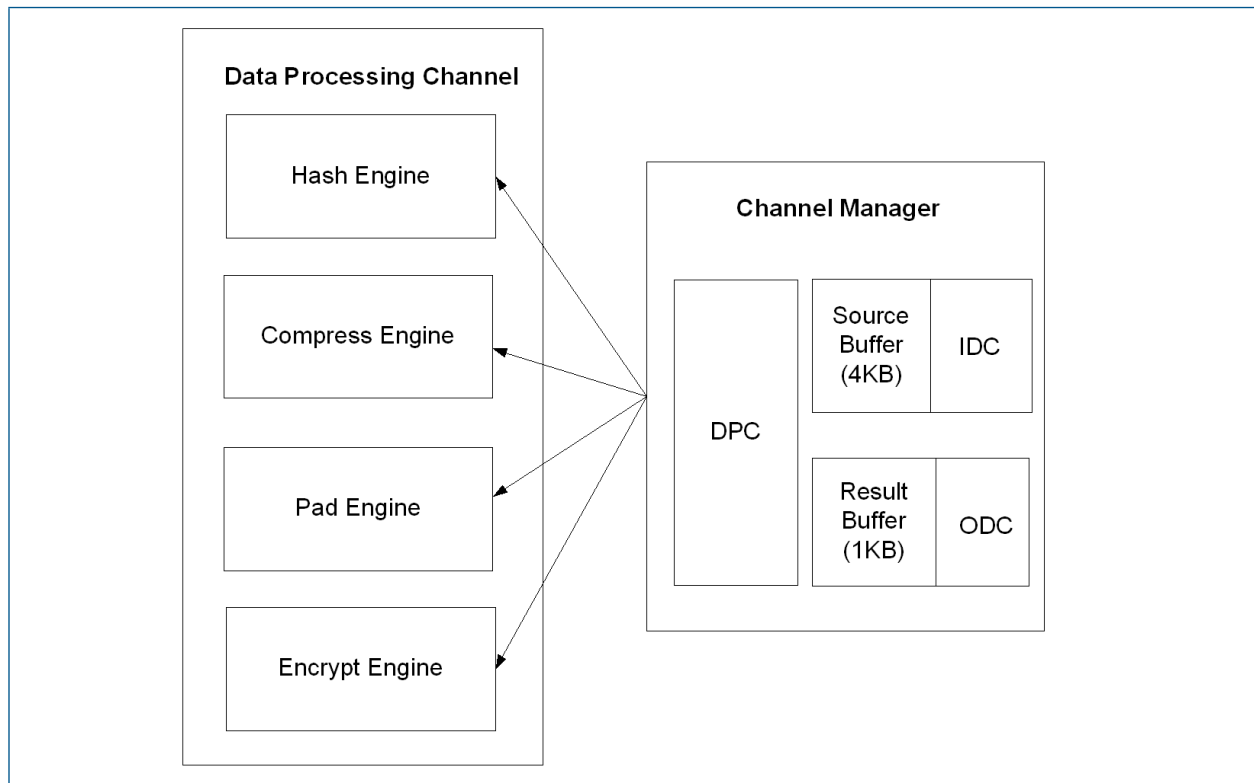 Data Processing Channel
Hash Engine
Compress Engine
Pad Engine
Encrypt Engine
Channel Manager
DPC
Source
Buffer
(4KB)
IDC
Result
Buffer
(1KB)
ODC